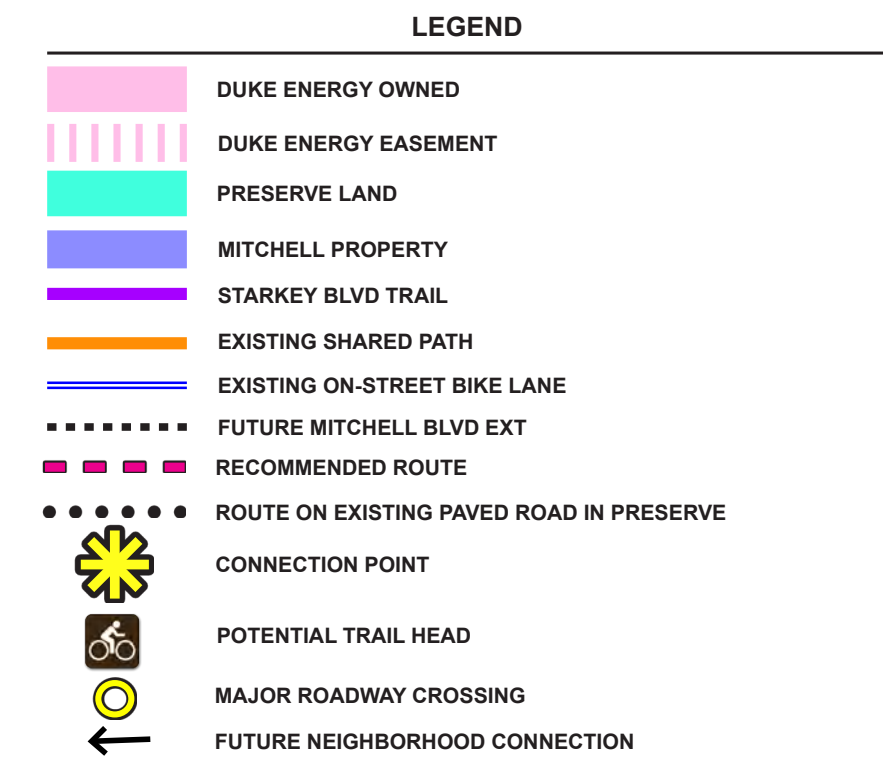 LEGEND
DUKE ENERGY OWNED
DUKE ENERGY EASEMENT
PRESERVE LAND
MITCHELL PROPERTY
STARKEY BLVD TRAIL
EXISTING SHARED PATH
EXISTING ON-STREET BIKE LANE
FUTURE MITCHELL BLVD EXT
RECOMMENDED ROUTE
ROUTE ON EXISTING PAVED ROAD IN PRESERVE
CONNECTION POINT
POTENTIAL TRAIL HEAD
MAJOR ROADWAY CROSSING
FUTURE NEIGHBORHOOD CONNECTION